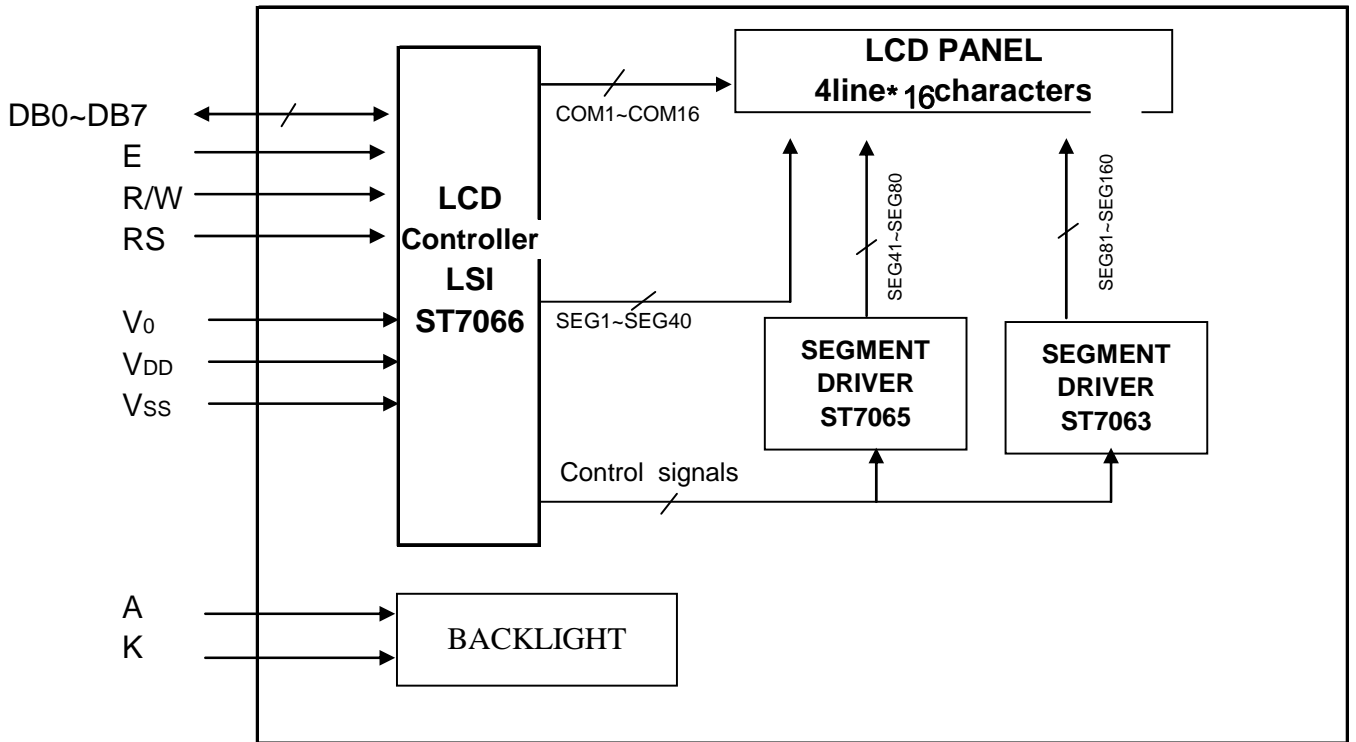 LCD PANEL
4line* 16characters
DB0~DB7
COM1~COM16
E
R/W
RS
LCD
Controller
LSI
ST7066
SEG41~SEG80
SEG81~SEG160
V0
VDD
VSS
SEG1~SEG40
SEGMENT
DRIVER
ST7065
SEGMENT
DRIVER
ST7063
Control signals
A
K
BACKLIGHT